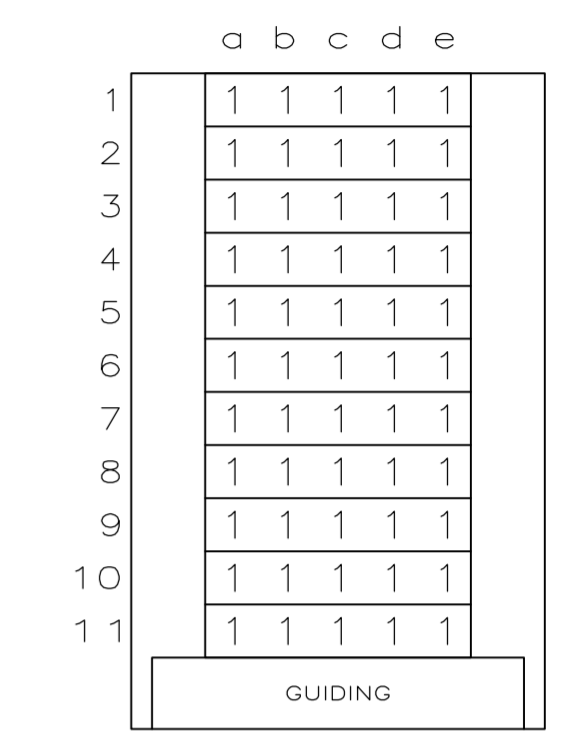 a b c d e
1 1 1 1 1 1
2 1 1 1 1 1
3 1 1 1 1 1
4 1 1 1 1 1
5 1 1 1 1 1
6 1 1 1 1 1
7 1 1 1 1 1
8 1 1 1 1 1
9 1 1 1 1 1
10 1 1 1 1 1
11 1 1 1 1 1
GUIDING